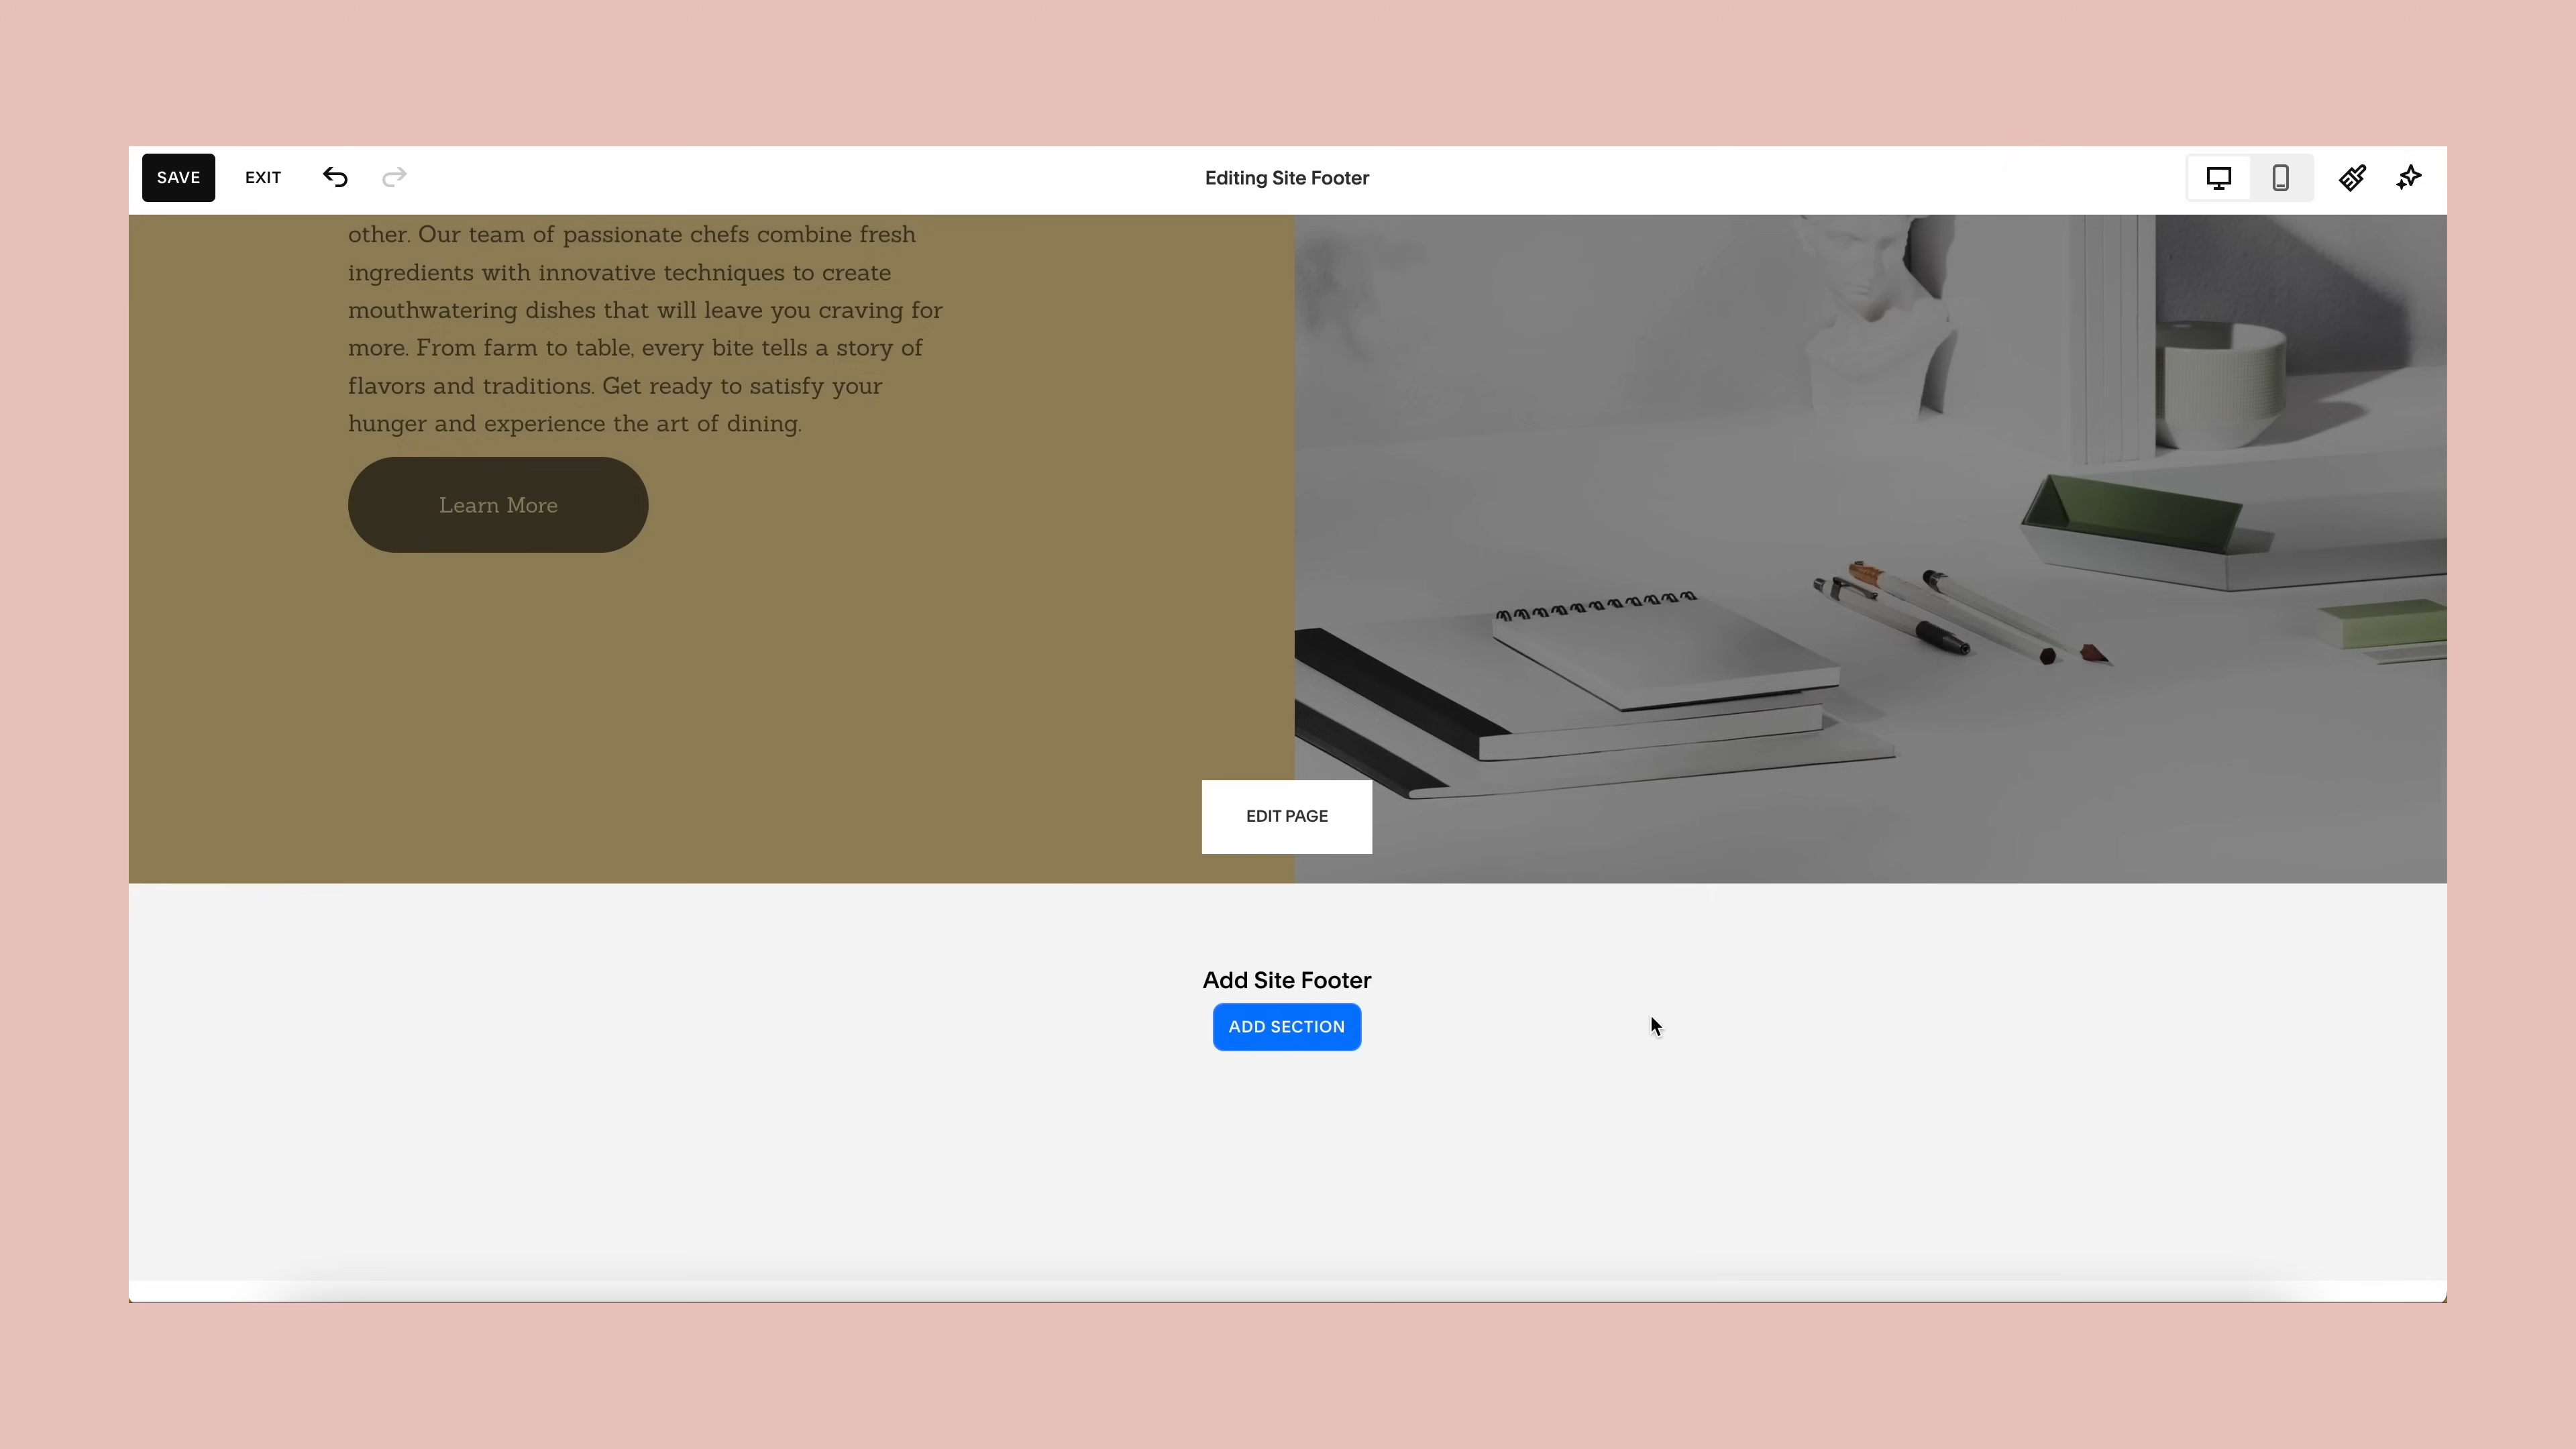 SAVE
EXIT
Editing Site Footer
other. Our team of passionate chefs combine fresh
ingredients with innovative techniques to create
mouthwatering dishes that will leave you craving for
more. From farm to table, every bite tells a story of
flavors and traditions. Get ready to satisfy your
hunger and experience the art of dining.
Learn More
EDIT PAGE
Add Site Footer
ADD SECTION